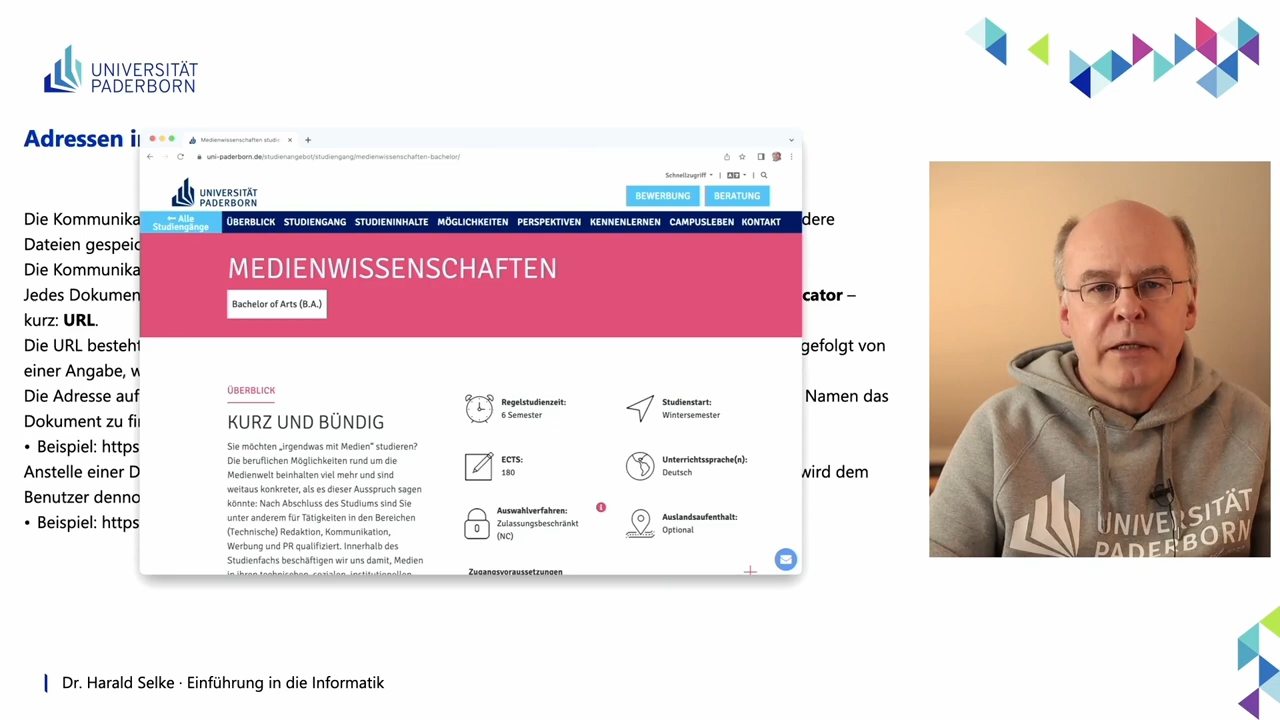 UNIVERSITÄT
PADERBORN
Adressen i
Die Kommunika
dere
Dateien gespeic
Die Kommunika
Jedes Dokumen
cator –
kurz: URL.
Die URL besteht
gefolgt von
einer Angabe, w
Die Adresse auf
Namen das
Dokument zu fi
• Beispiel: https
Anstelle einer D
wird dem
Benutzer denno
• Beispiel: https
Medienwissenschaften studi
uni-paderborn.de/studienangebot/studiengang/medienwissenschaften-bachelor/
Schnellzugriff
UNIVERSITÄT
PADERBORN
BEWERBUNG BERATUNG
Alle
Studiengänge
ÜBERBLICK STUDIENGANG STUDIENINHALTE MÖGLICHKEITEN PERSPEKTIVEN KENNENLERNEN CAMPUSLEBEN KONTAKT
MEDIENWISSENSCHAFTEN
Bachelor of Arts (B.A.)
ÜBERBLICK
KURZ UND BÜNDIG
Sie möchten „irgendwas mit Medien" studieren?
Die beruflichen Möglichkeiten rund um die
Medienwelt beinhalten viel mehr und sind
weitaus konkreter, als es dieser Ausspruch sagen
könnte: Nach Abschluss des Studiums sind Sie
unter anderem für Tätigkeiten in den Bereichen
(Technische) Redaktion, Kommunikation,
Werbung und PR qualifiziert. Innerhalb des
Studienfachs beschäftigen wir uns damit, Medien
in ihren technischen, sozialen, institutionellen
Regelstudienzeit:
6 Semester
Studienstart:
Wintersemester
ECTS:
180
Unterrichtssprache(n):
Deutsch
Auswahlverfahren:
Zulassungsbeschränkt
(NC)
Auslandsaufenthalt:
Optional
Zugangsvoraussetzungen
UNIVERSITÄT
PADERBORN
Dr. Harald Selke · Einführung in die Informatik